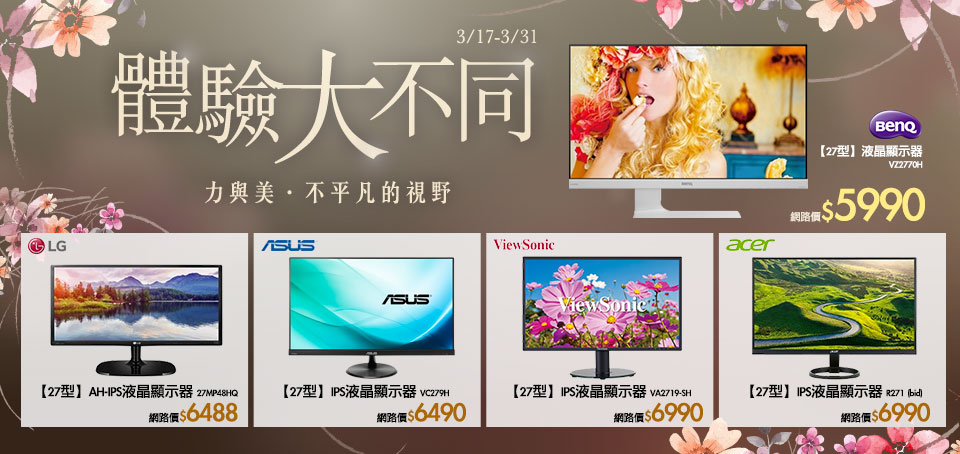 3/17-3/31
體驗大不同
力與美·不平凡的視野
BenQ
【27型】液晶顯示器
VZ2770H
網路價$5990
LG
【27型】AH-IPS液晶顯示器 27MP48HQ
網路價$6488
ASUS
ASUS
【27型】IPS液晶顯示器 VC279H
網路價$6490
ViewSonic
ViewSonic
【27型】IPS液晶顯示器 VA2719-SH
網路價$6990
acer
【27型】IPS液晶顯示器 R271 (bid)
網路價$6990